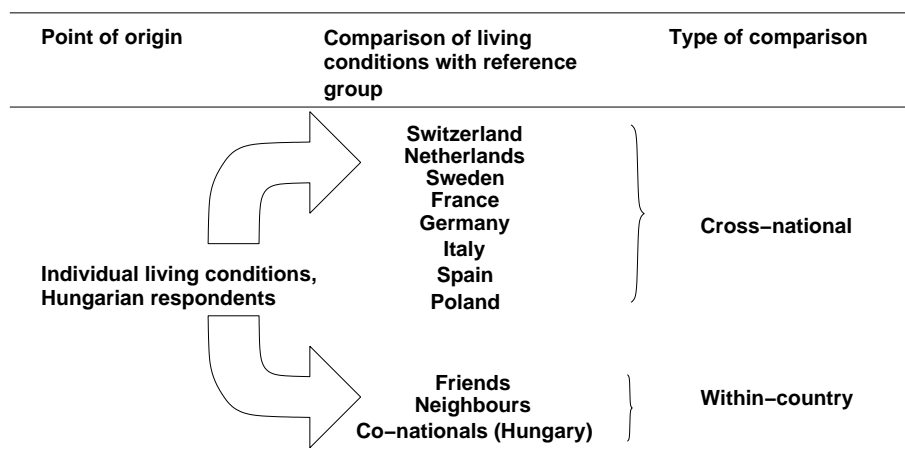 Point of origin
Comparison of living
conditions with reference
group
Type of comparison
Switzerland
Netherlands
Sweden
France
Germany
Italy
Spain
Poland
Cross−national
Individual living conditions,
Hungarian respondents
Friends
Neighbours
Co−nationals (Hungary)
Within−country